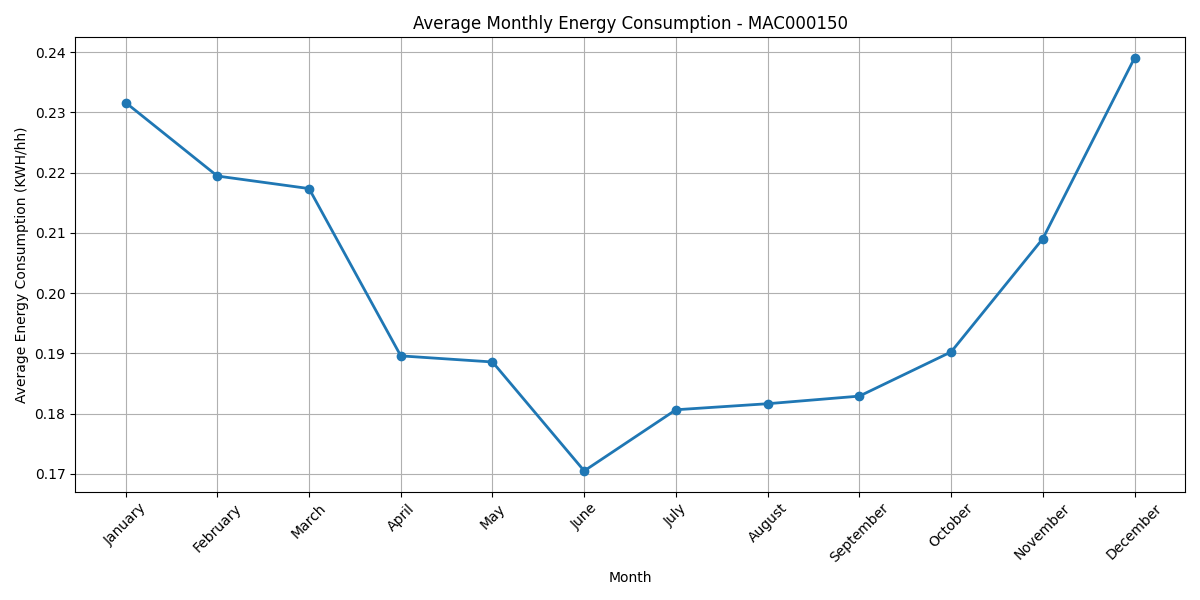 Average Monthly Energy Consumption - MAC000150
Average Energy Consumption (KWH/hh)
0.24
0.23
0.22
0.21
0.20
0.19
0.18
0.17
January
February
March
April
May
June
July
August
September
October
November
December
Month